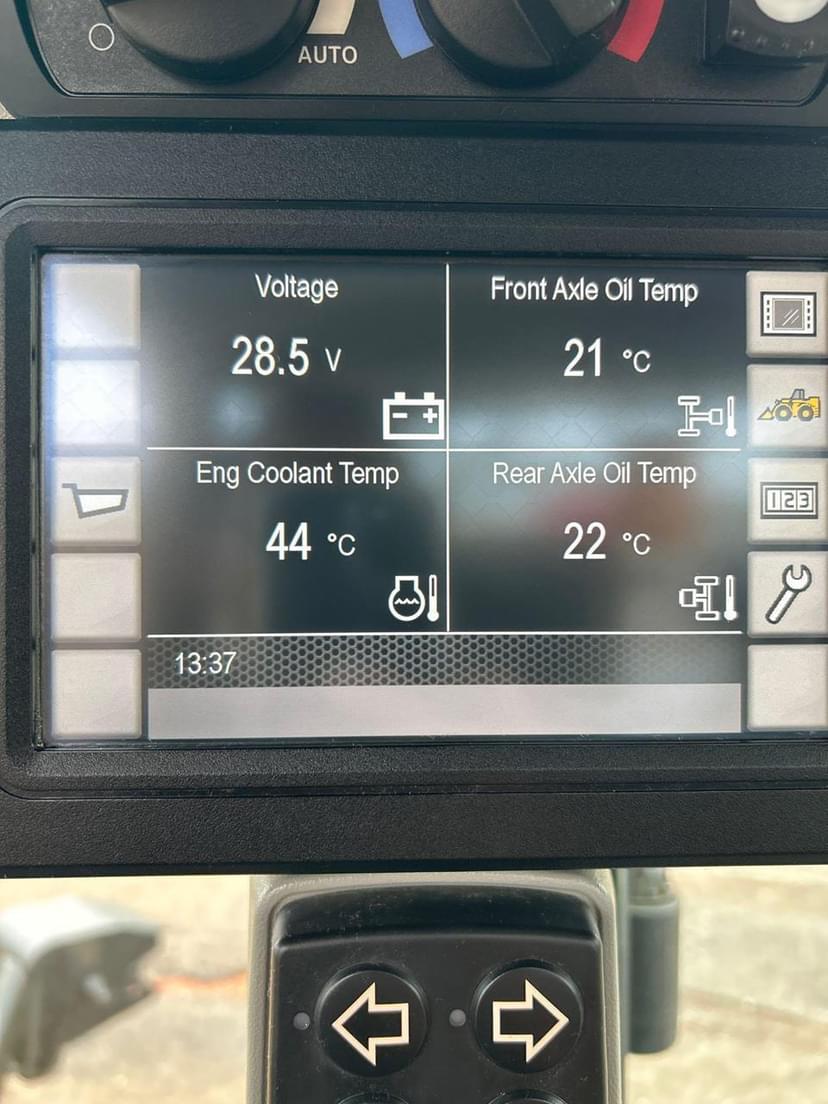 AUTO
Voltage
28.5 V
Front Axle Oil Temp
21 °C
Eng Coolant Temp
44 °C
Rear Axle Oil Temp
22 °C
123
13:37